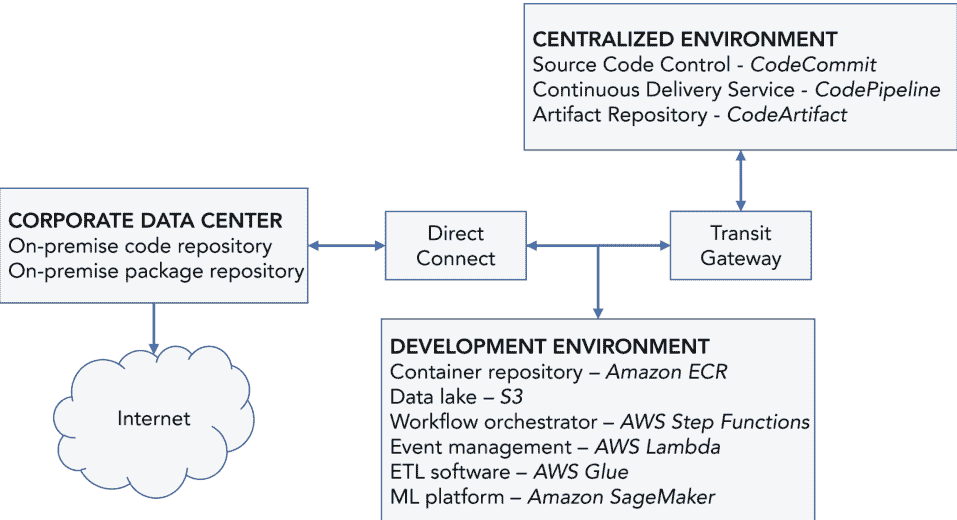 CENTRALIZED ENVIRONMENT
Source Code Control - CodeCommit
Continuous Delivery Service - CodePipeline
Artifact Repository - CodeArtifact
CORPORATE DATA CENTER
On-premise code repository
On-premise package repository
Direct
Connect
Transit
Gateway
Internet
DEVELOPMENT ENVIRONMENT
Container repository – Amazon ECR
Data lake – S3
Workflow orchestrator – AWS Step Functions
Event management – AWS Lambda
ETL software – AWS Glue
ML platform – Amazon SageMaker